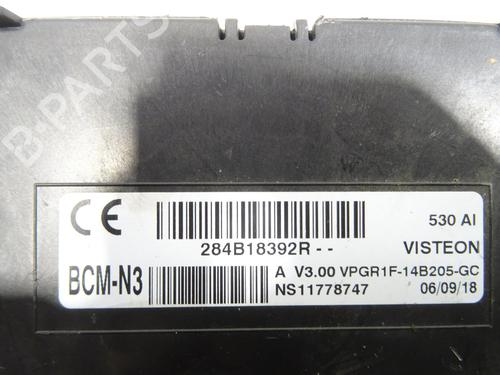 B-PARTS
CE
530 AI
284B18392R - -
VISTEON
BCM-N3
A V3.00 VPGR1F-14B205-GC
NS11778747
06/09/18